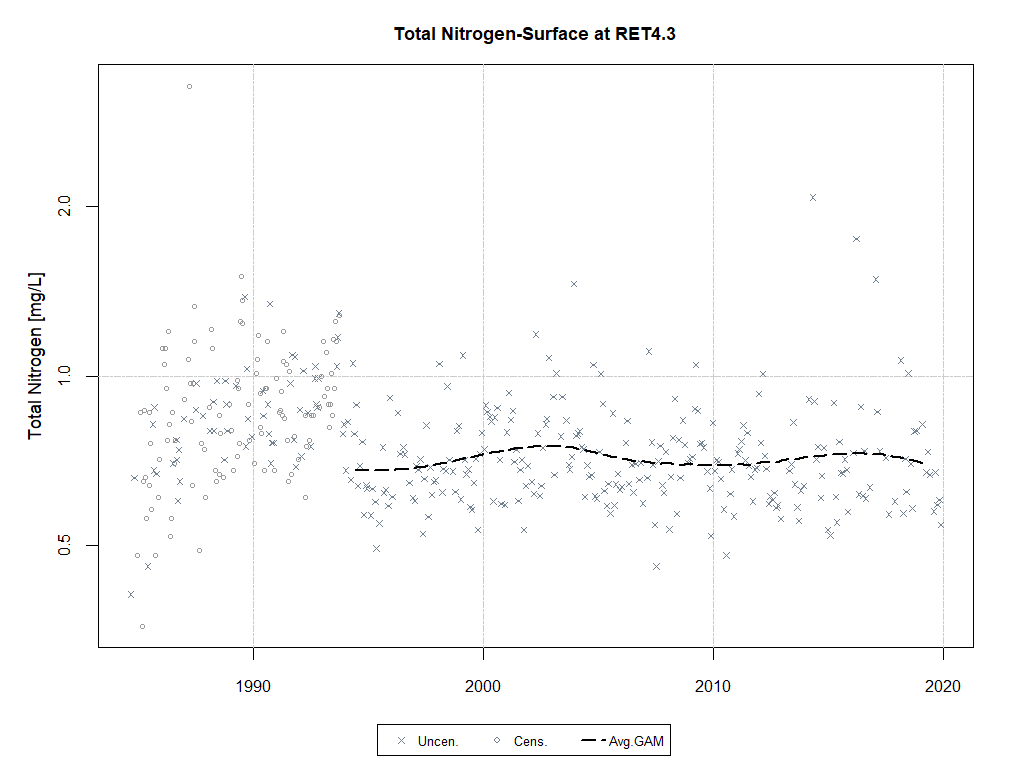 Total Nitrogen-Surface at RET4.3
Total Nitrogen [mg/L]
2.0
1.0
0.5
1990
2000
2010
2020
Uncen.
Cens.
Avg.GAM